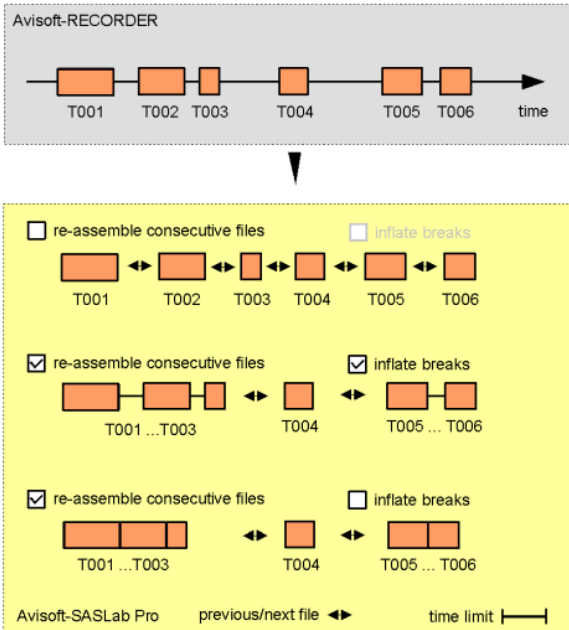 Avisoft-RECORDER
T001 T002 T003 T004 T005 T006 time
re-assemble consecutive files inflate breaks
T001 T002 T003 T004 T005 T006
re-assemble consecutive files inflate breaks
T001 ...T003 T004 T005 ... T006
re-assemble consecutive files inflate breaks
T001 ...T003 T004 T005 ... T006
Avisoft-SASLab Pro previous/next file time limit